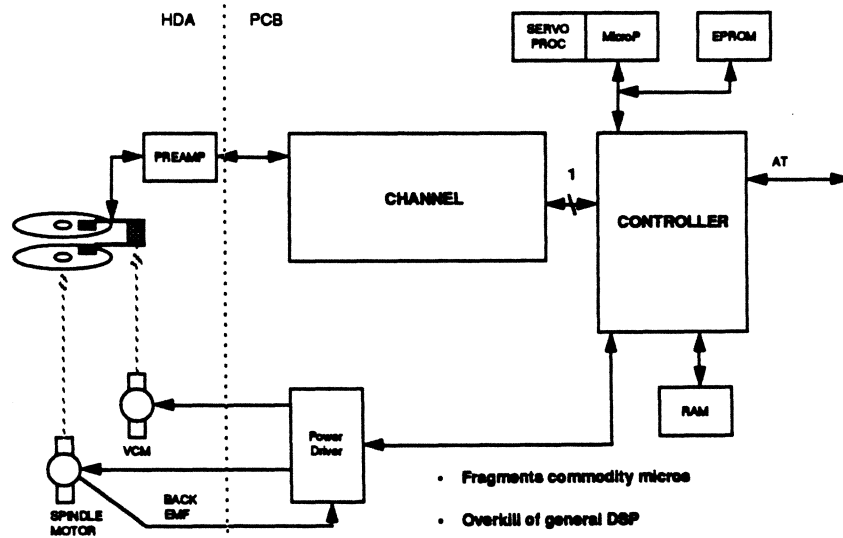 HDA
PCB
SERVO
PROC
MicroP
EPROM
PREAMP
CHANNEL
1
CONTROLLER
AT
RAM
Power
Driver
VCM
BACK
EMF
SPINDLE
MOTOR
• Fragments commodity micros
• Overkill of general DSP